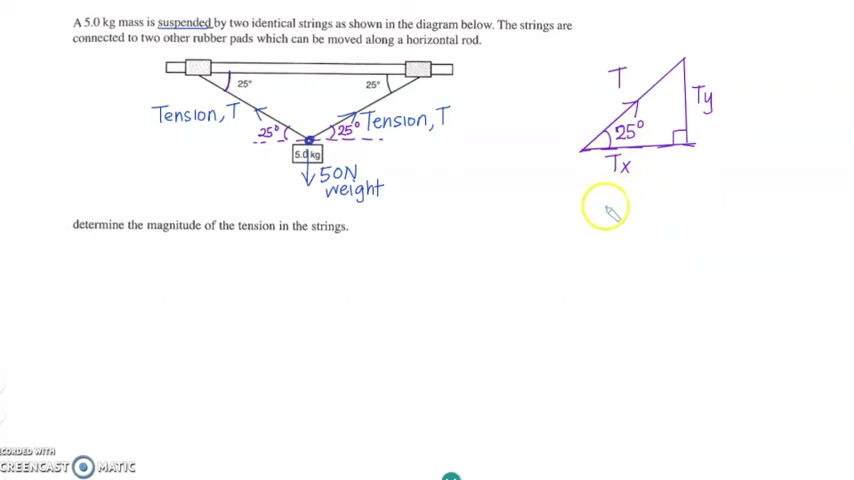 A 5.0 kg mass is suspended by two identical strings as shown in the diagram below. The strings are
connected to two other rubber pads which can be moved along a horizontal rod.
25°
25°
T
Ty
Tension, T
Tension, T
25°
25°
25°
5.0 kg
Tx
50N
weight
determine the magnitude of the tension in the strings.
CORDED WITH
CREENCAST MATIC